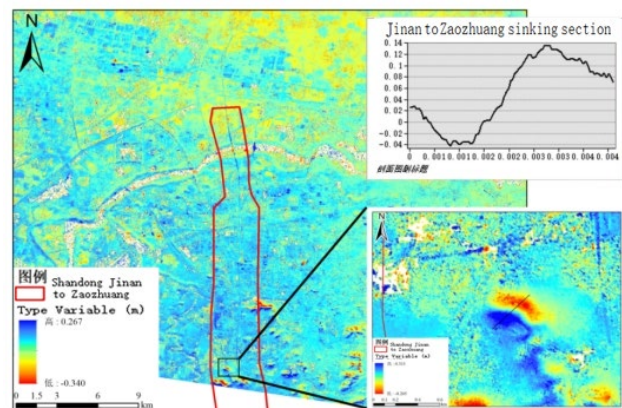 N
图例
Shandong Jinan
to Zaozhuang
Type Variable (m)
高 : 0.267
低 : -0.340
0 1.5 3 6 9
km
Jinan to Zaozhuang sinking section
0.14
0.12
0.10
0.08
0.06
0.04
0.02
0
-0.02
-0.04
0 0.001 0.001 0.002 0.002 0.003 0.003 0.004 0.004
剖面图副标题
N
图例
Shandong Jinan
to Zaozhuang
Type Variable (m)